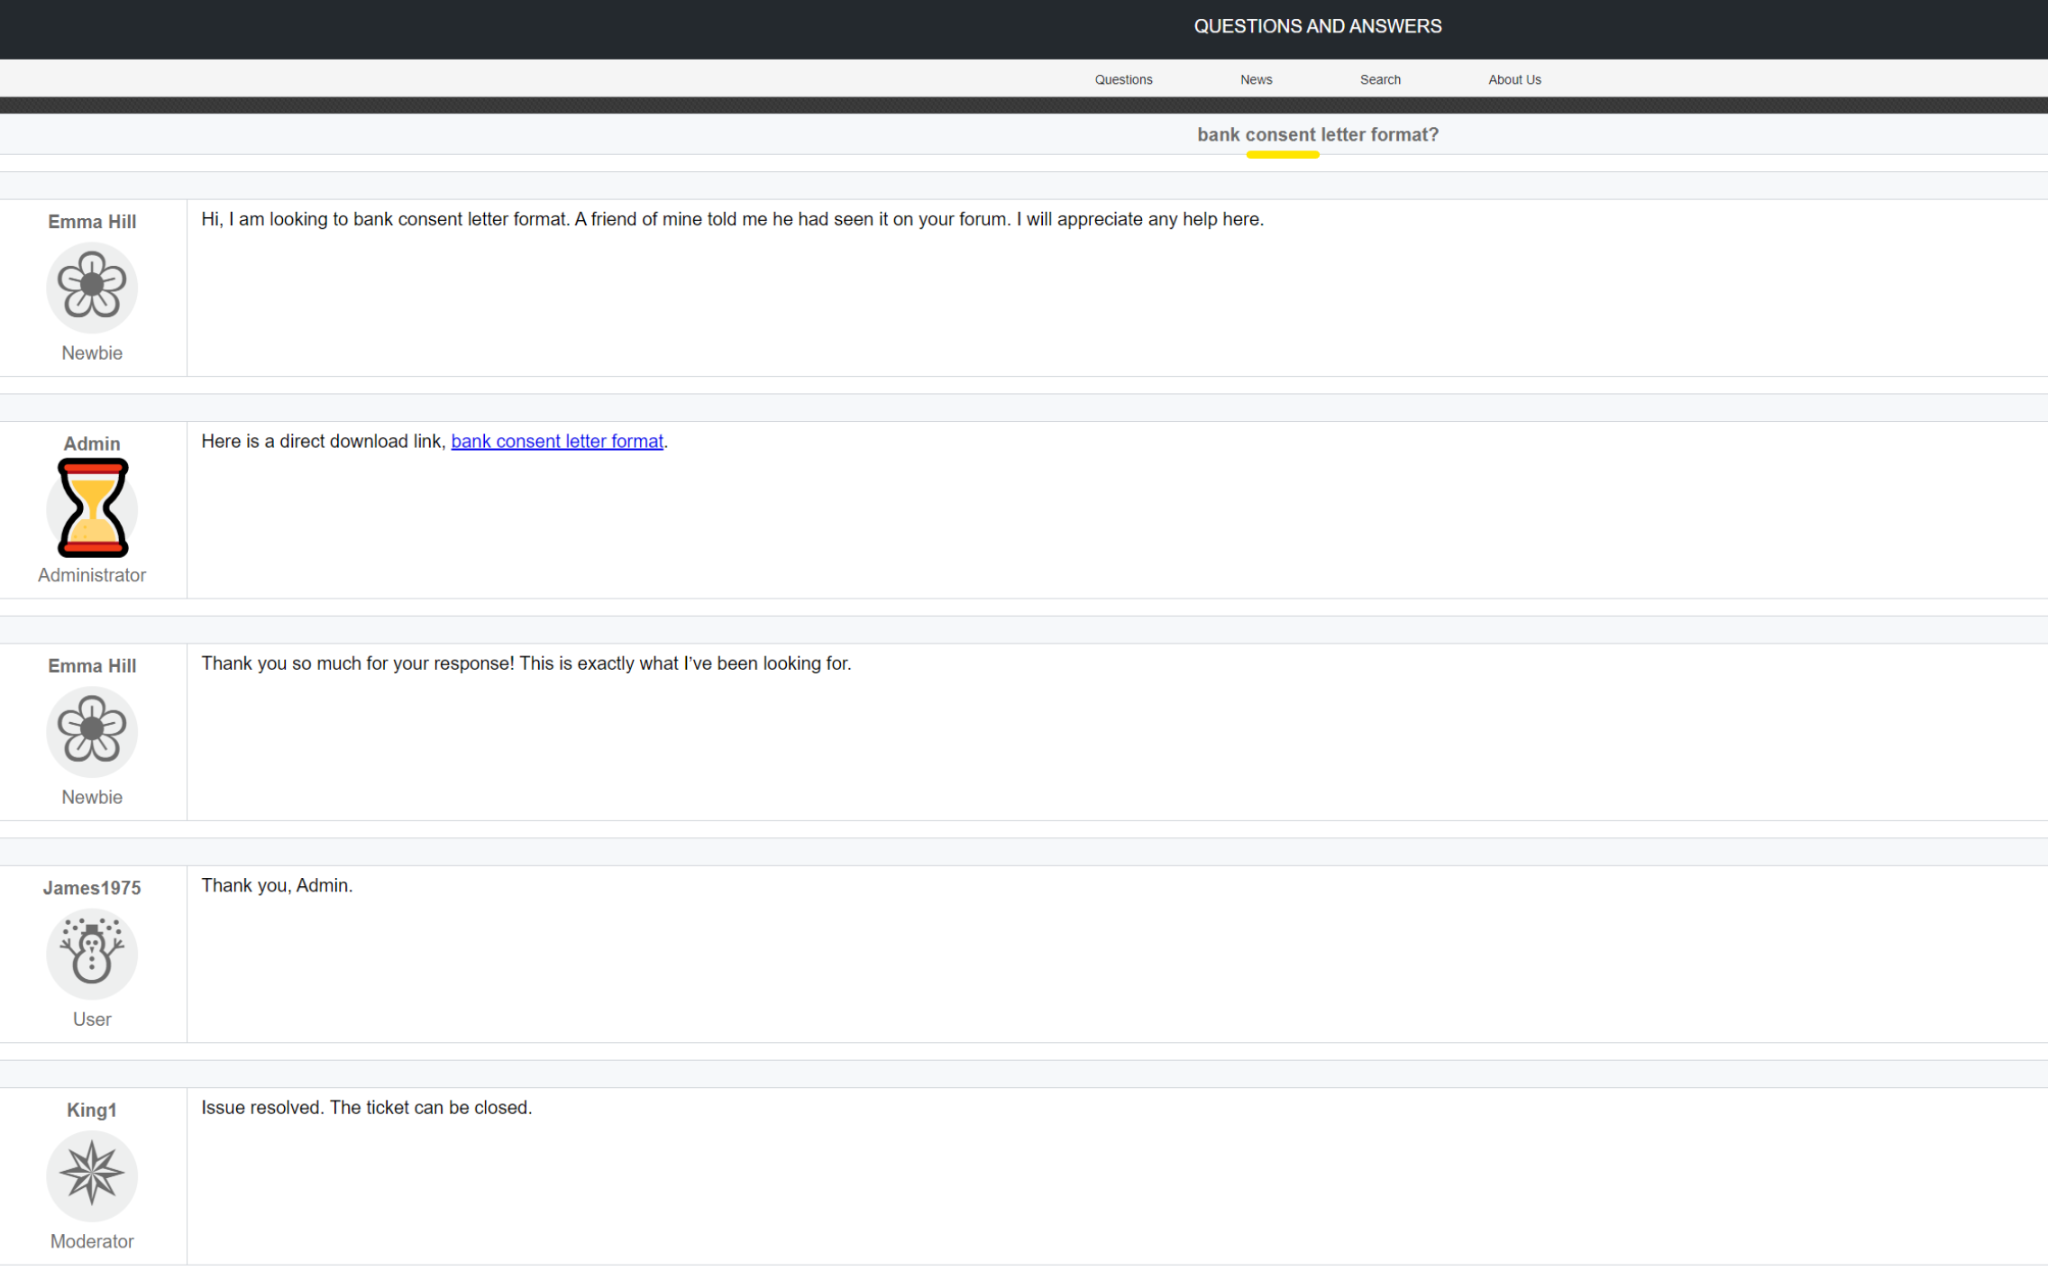 QUESTIONS AND ANSWERS
Questions News Search About Us
bank consent letter format?
Emma Hill
Hi, I am looking to bank consent letter format. A friend of mine told me he had seen it on your forum. I will appreciate any help here.
Newbie
Admin
Here is a direct download link, bank consent letter format.
Administrator
Emma Hill
Thank you so much for your response! This is exactly what I’ve been looking for.
Newbie
James1975
Thank you, Admin.
User
King1
Issue resolved. The ticket can be closed.
Moderator